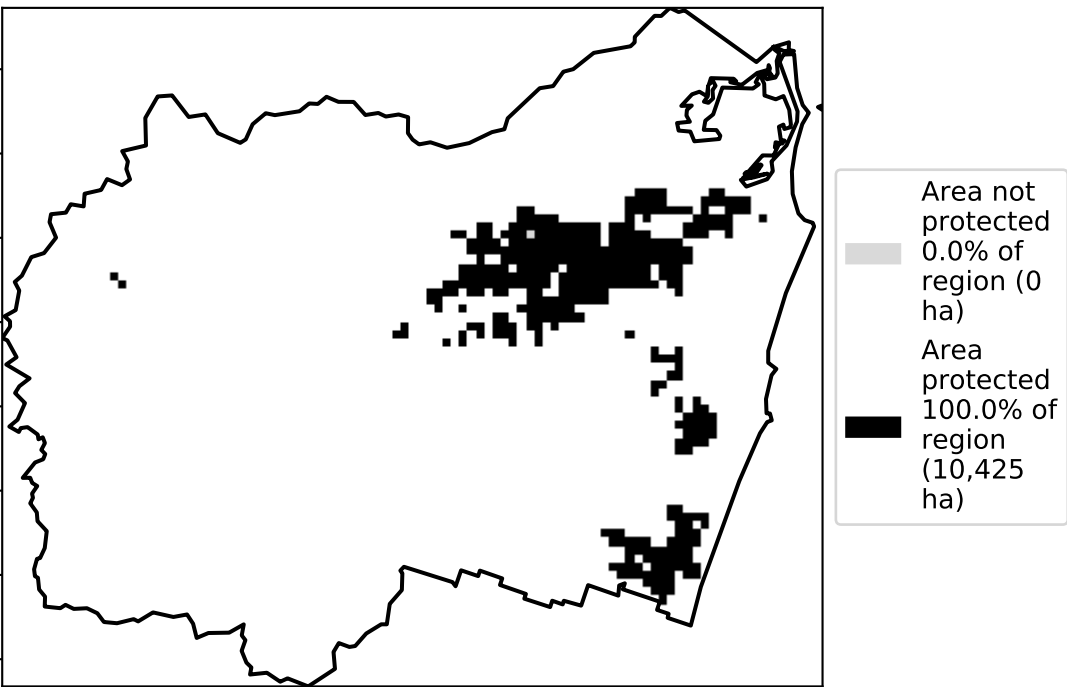 Area not
protected
0.0% of
region (0
ha)
Area
protected
100.0% of
region
(10,425
ha)